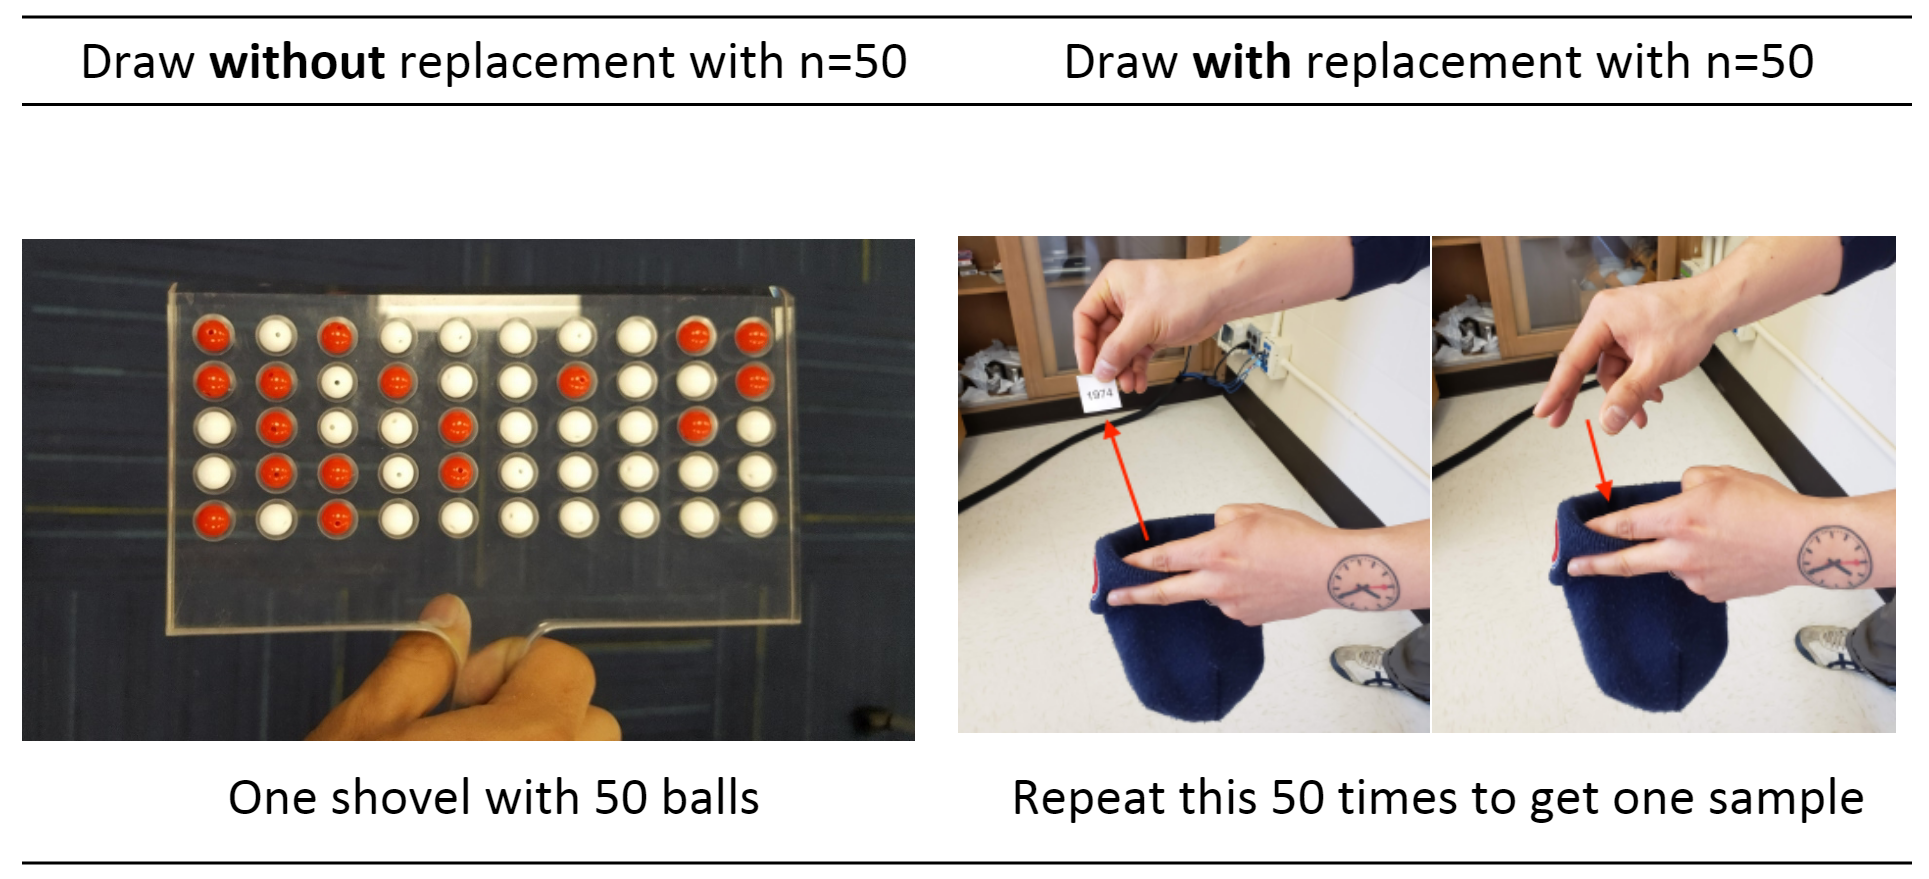 Draw without replacement with n=50
Draw with replacement with n=50
1974
One shovel with 50 balls
Repeat this 50 times to get one sample